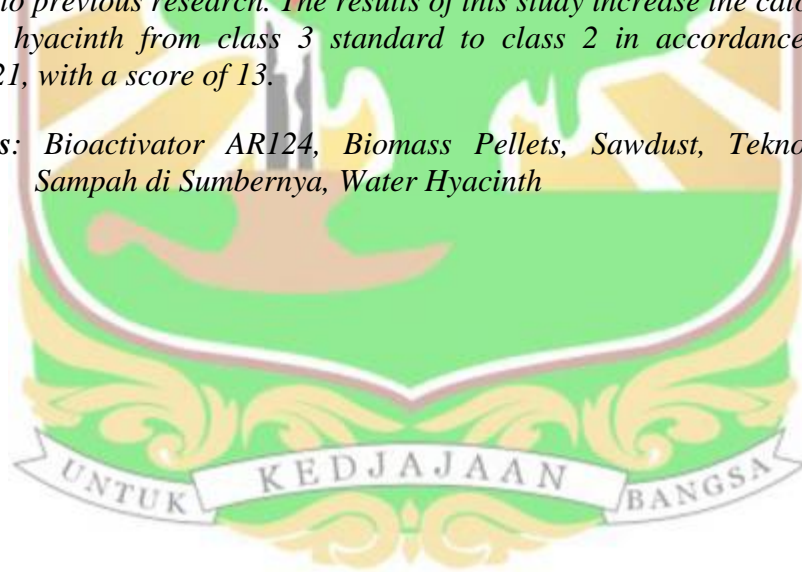 to previous research. The results of this study increase the
hyacinth from class 3 standard to class 2 in accordance
21, with a score of 13.
Bioactivator AR124, Biomass Pellets, Sawdust,
Sampah di Sumbernya, Water Hyacinth
UNTUK KEDJAJAAN BANGSA